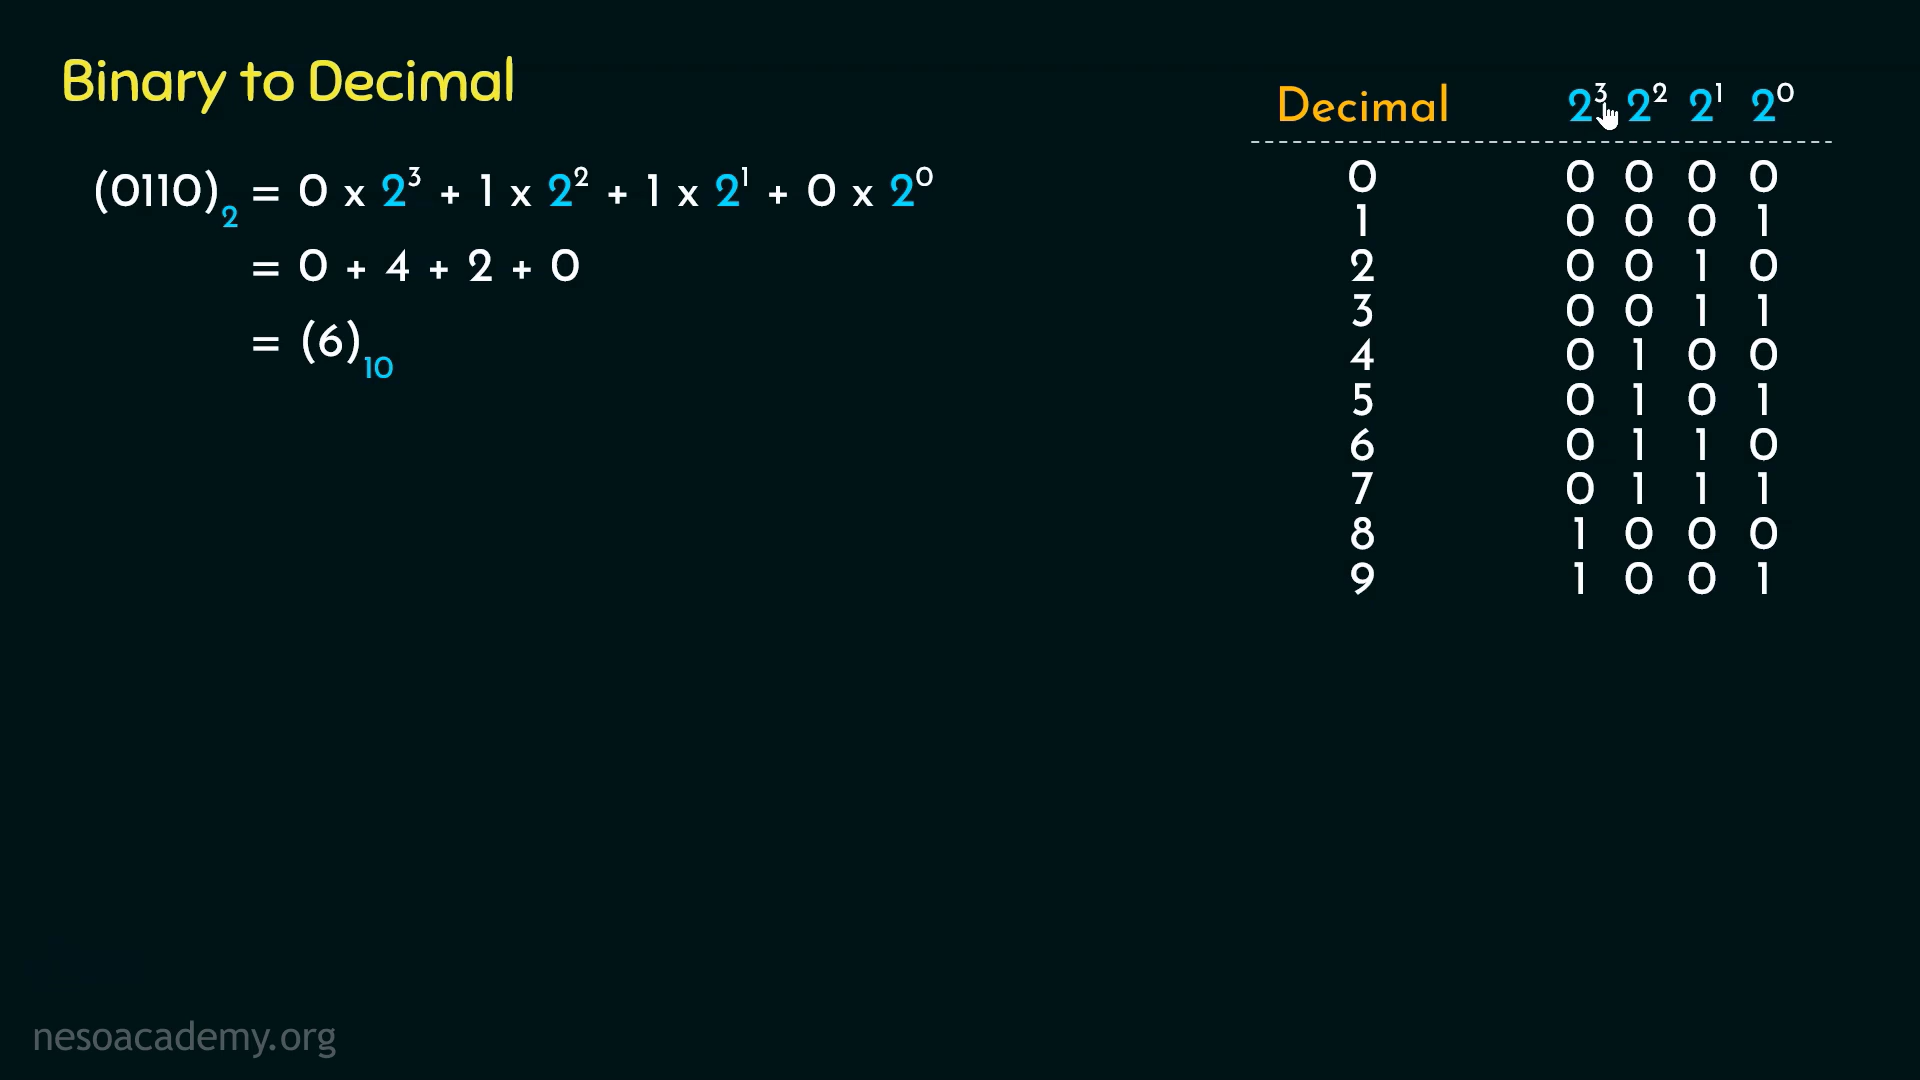 Binary to Decimal
(0110)₂ = 0 x 2³ + 1 x 2² + 1 x 2¹ + 0 x 2⁰
= 0 + 4 + 2 + 0
= (6)₁₀
Decimal 2³ 2² 2¹ 2⁰
0 0 0 0 0
1 0 0 0 1
2 0 0 1 0
3 0 0 1 1
4 0 1 0 0
5 0 1 0 1
6 0 1 1 0
7 0 1 1 1
8 1 0 0 0
9 1 0 0 1
nesoacademy.org